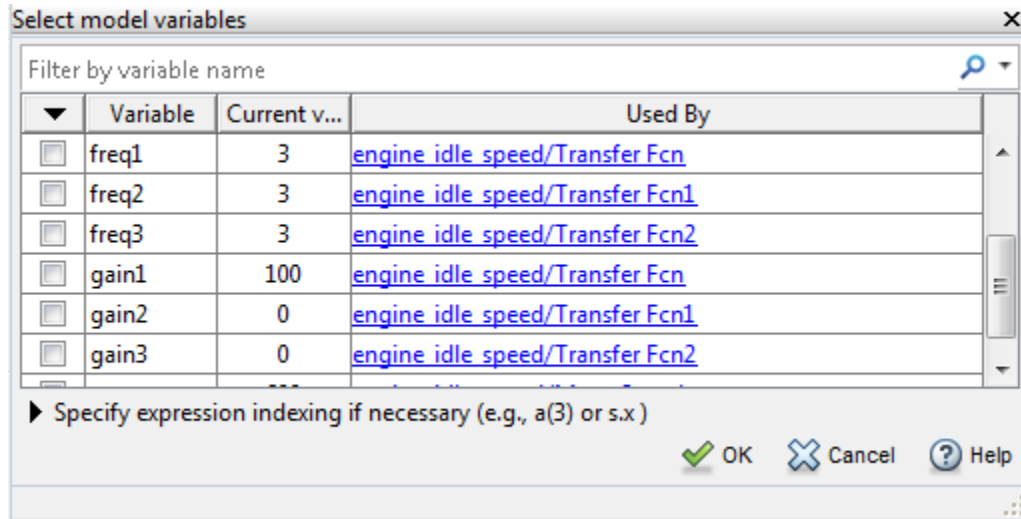 Select model variables
Filter by variable name
Variable Current v... Used By
freq1 3 engine_idle_speed/Transfer Fcn
freq2 3 engine_idle_speed/Transfer Fcn1
freq3 3 engine_idle_speed/Transfer Fcn2
gain1 100 engine_idle_speed/Transfer Fcn
gain2 0 engine_idle_speed/Transfer Fcn1
gain3 0 engine_idle_speed/Transfer Fcn2
Specify expression indexing if necessary (e.g., a(3) or s.x )
OK Cancel Help